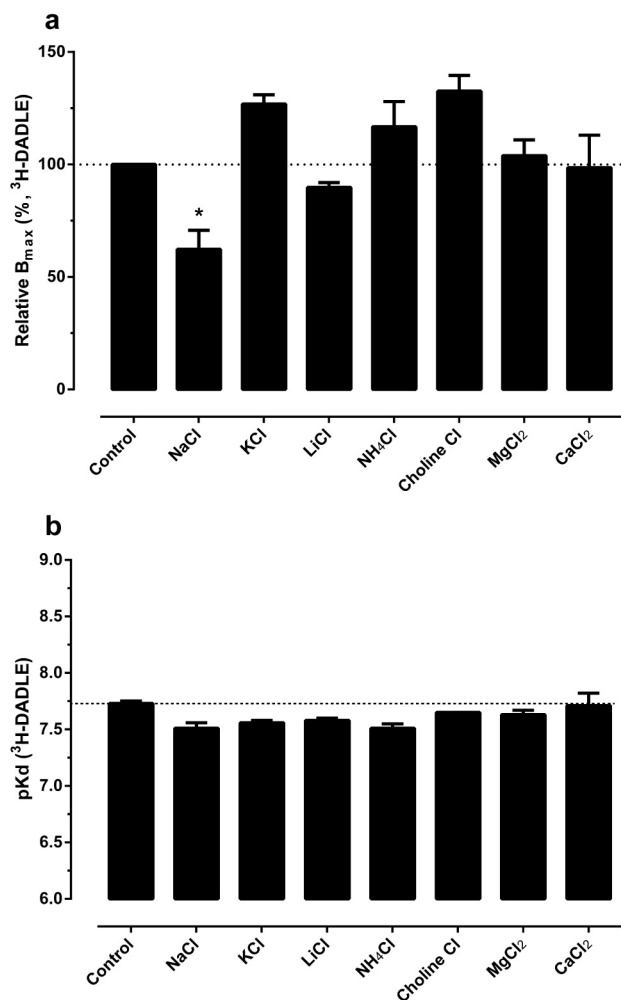 a
Relative Bmax (%, ³H-DADLE)
150
100
50
0
*
Control
NaCl
KCl
LiCl
NH₄Cl
Choline Cl
MgCl₂
CaCl₂
b
pKd (³H-DADLE)
9.0
8.5
8.0
7.5
7.0
6.5
6.0
Control
NaCl
KCl
LiCl
NH₄Cl
Choline Cl
MgCl₂
CaCl₂